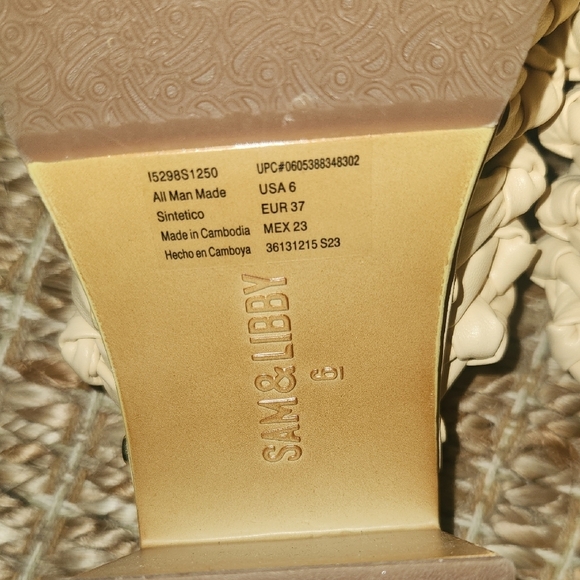 I5298S1250 UPC#0605388348302
All Man Made USA 6
Sintetico EUR 37
Made in Cambodia MEX 23
Hecho en Camboya 36131215 S23
SAM & LIBBY
6